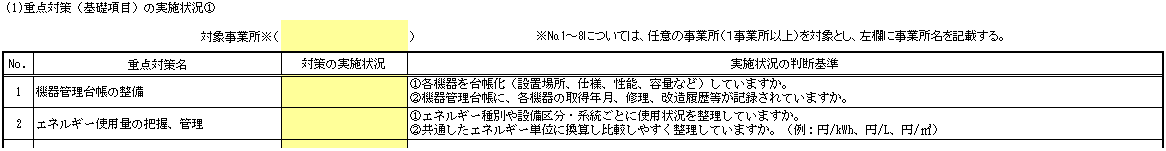 (1)重点対策（基礎項目）の実施状況①
対象事業所※（　　　　　　　　）　※No.1～8については、任意の事業所（1事業所以上）を対象とし、左欄に事業所名を記載する。
No.　重点対策名　対策の実施状況　実施状況の判断基準
1　機器管理台帳の整備　①各機器を台帳化（設置場所、仕様、性能、容量など）していますか。
②機器管理台帳に、各機器の取得年月、修理、改造履歴等が記録されていますか。
2　エネルギー使用量の把握、管理　①エネルギー種別や設備区分・系統ごとに使用状況を整理していますか。
②共通したエネルギー単位に換算し比較しやすく整理していますか。（例：円/kWh、円/L、円/㎡）